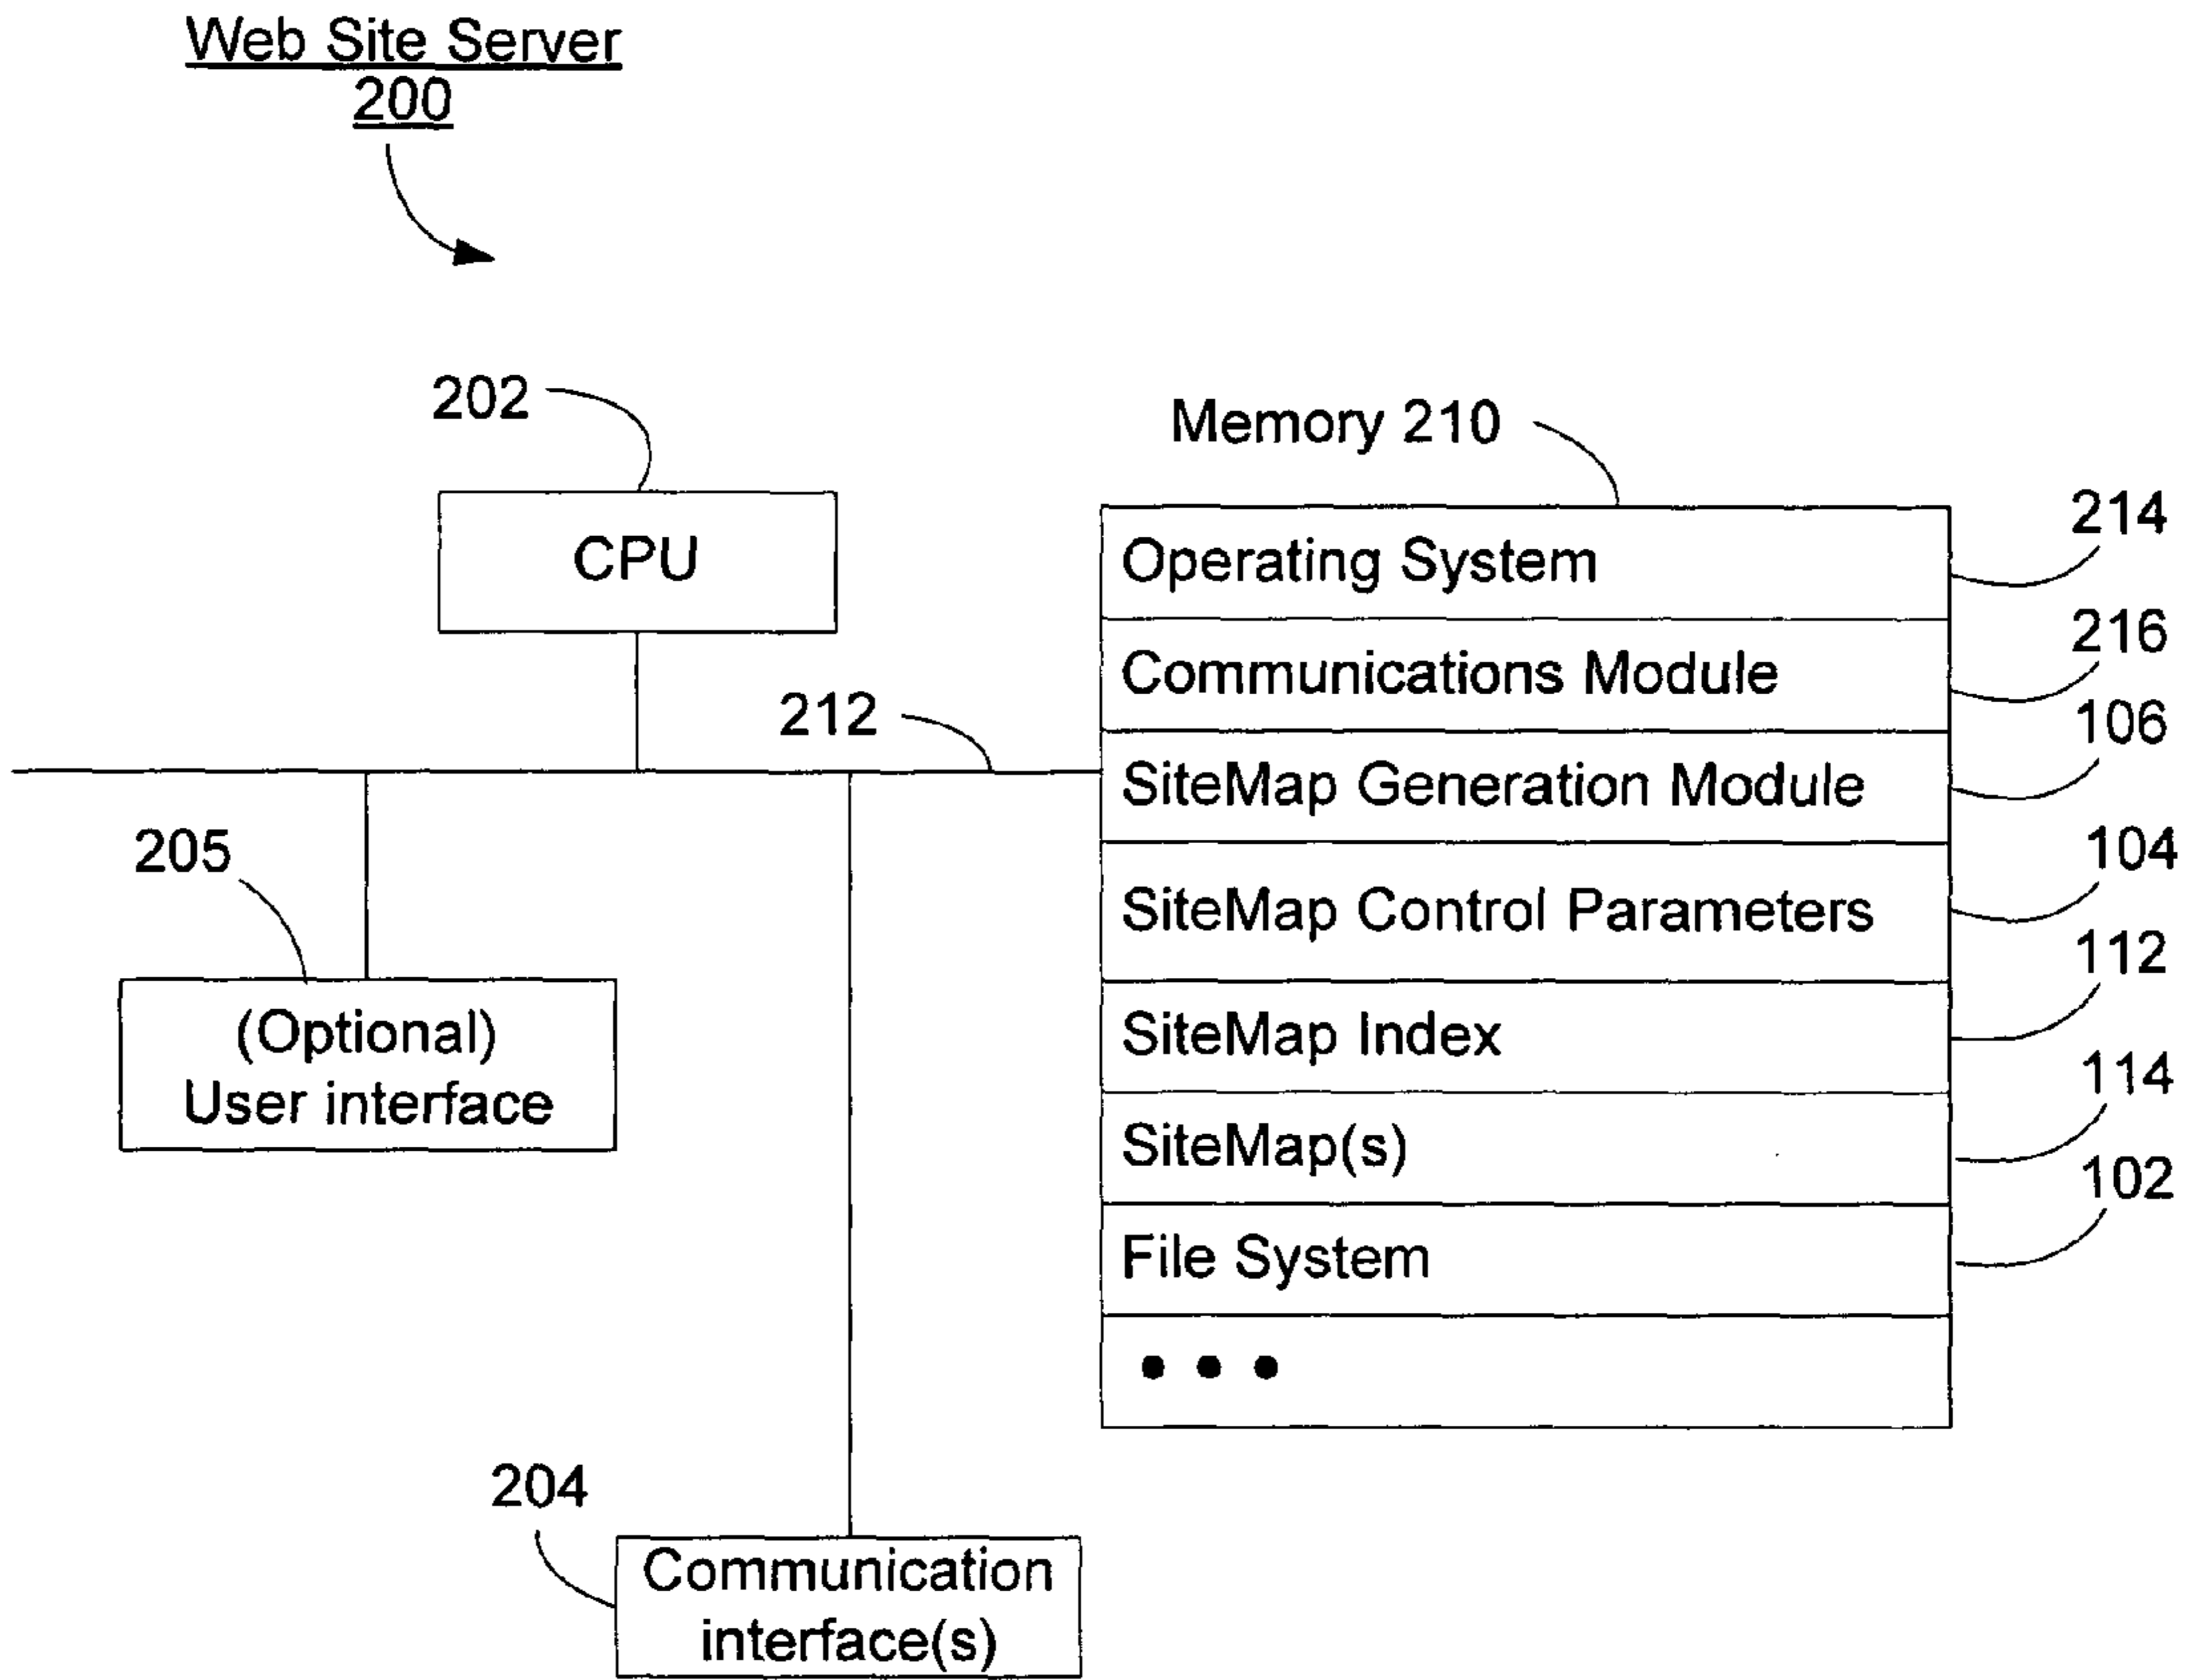 Web Site Server
200
202
Memory 210
CPU
Operating System
214
Communications Module
216
212
SiteMap Generation Module
106
205
SiteMap Control Parameters
104
(Optional)
User interface
SiteMap Index
112
SiteMap(s)
114
File System
102
• • •
204
Communication
interface(s)